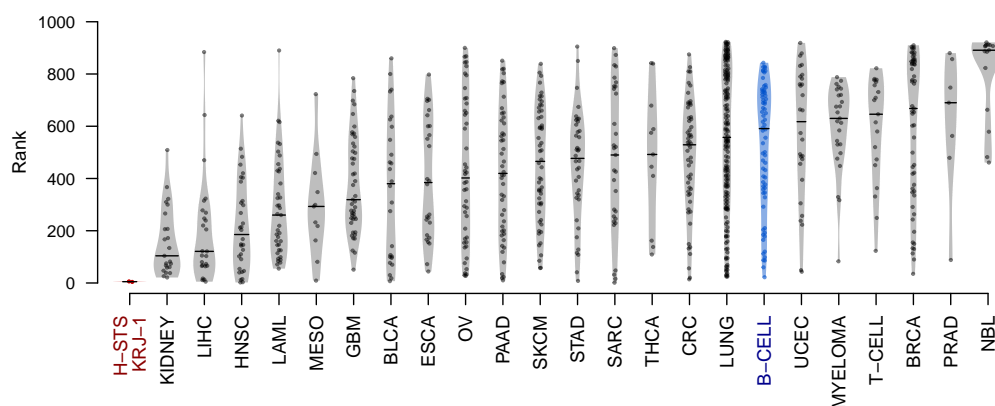 1000
800
600
400
200
0
Rank
H−STS
KRJ−1
KIDNEY
LIHC
HNSC
LAML
MESO
GBM
BLCA
ESCA
OV
PAAD
SKCM
STAD
SARC
THCA
CRC
LUNG
B−CELL
UCEC
MYELOMA
T−CELL
BRCA
PRAD
NBL